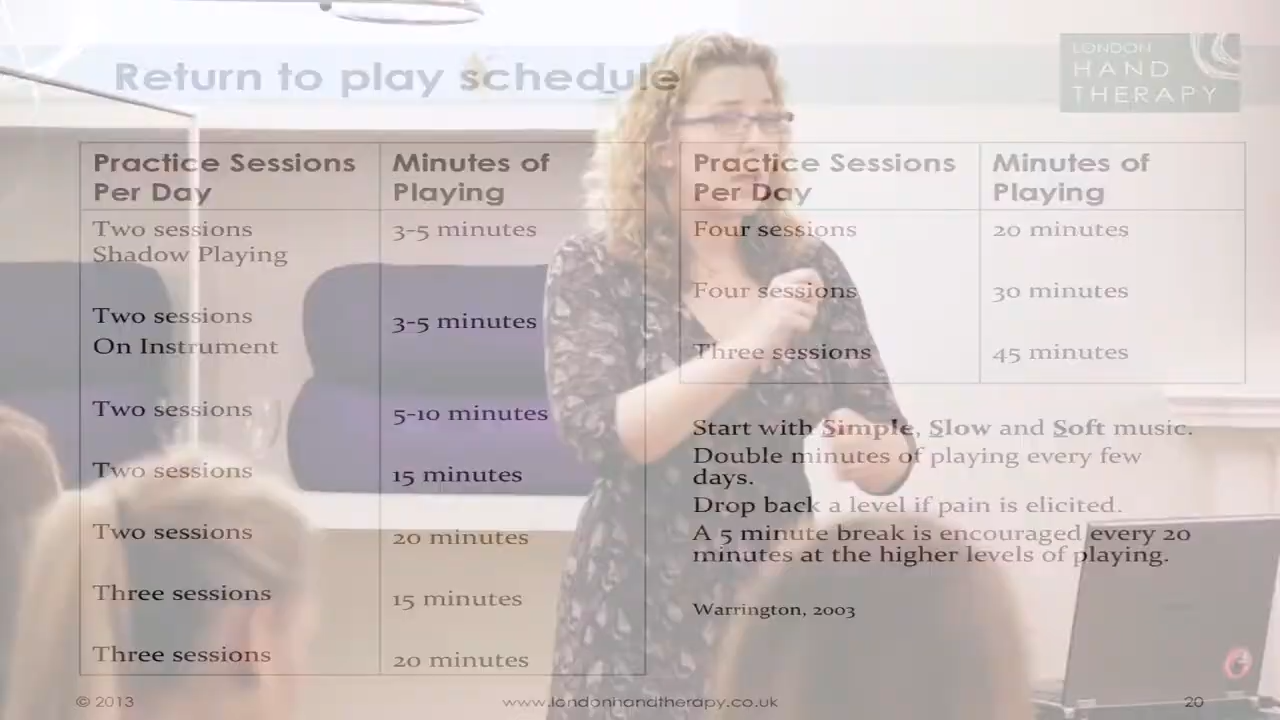 Return to play schedule
LONDON
HAND
THERAPY
Practice Sessions Minutes of
Per Day Playing
Two sessions 3-5 minutes
Shadow Playing
Two sessions 3-5 minutes
On Instrument
Two sessions 5-10 minutes
Two sessions 15 minutes
Two sessions 20 minutes
Three sessions 15 minutes
Three sessions 20 minutes
Practice Sessions Minutes of
Per Day Playing
Four sessions 20 minutes
Four sessions 30 minutes
Three sessions 45 minutes
Start with Simple, Slow and Soft music.
Double minutes of playing every few
days.
Drop back a level if pain is elicited.
A 5 minute break is encouraged every 20
minutes at the higher levels of playing.
Warrington, 2003
© 2013 www.londonhandtherapy.co.uk 20